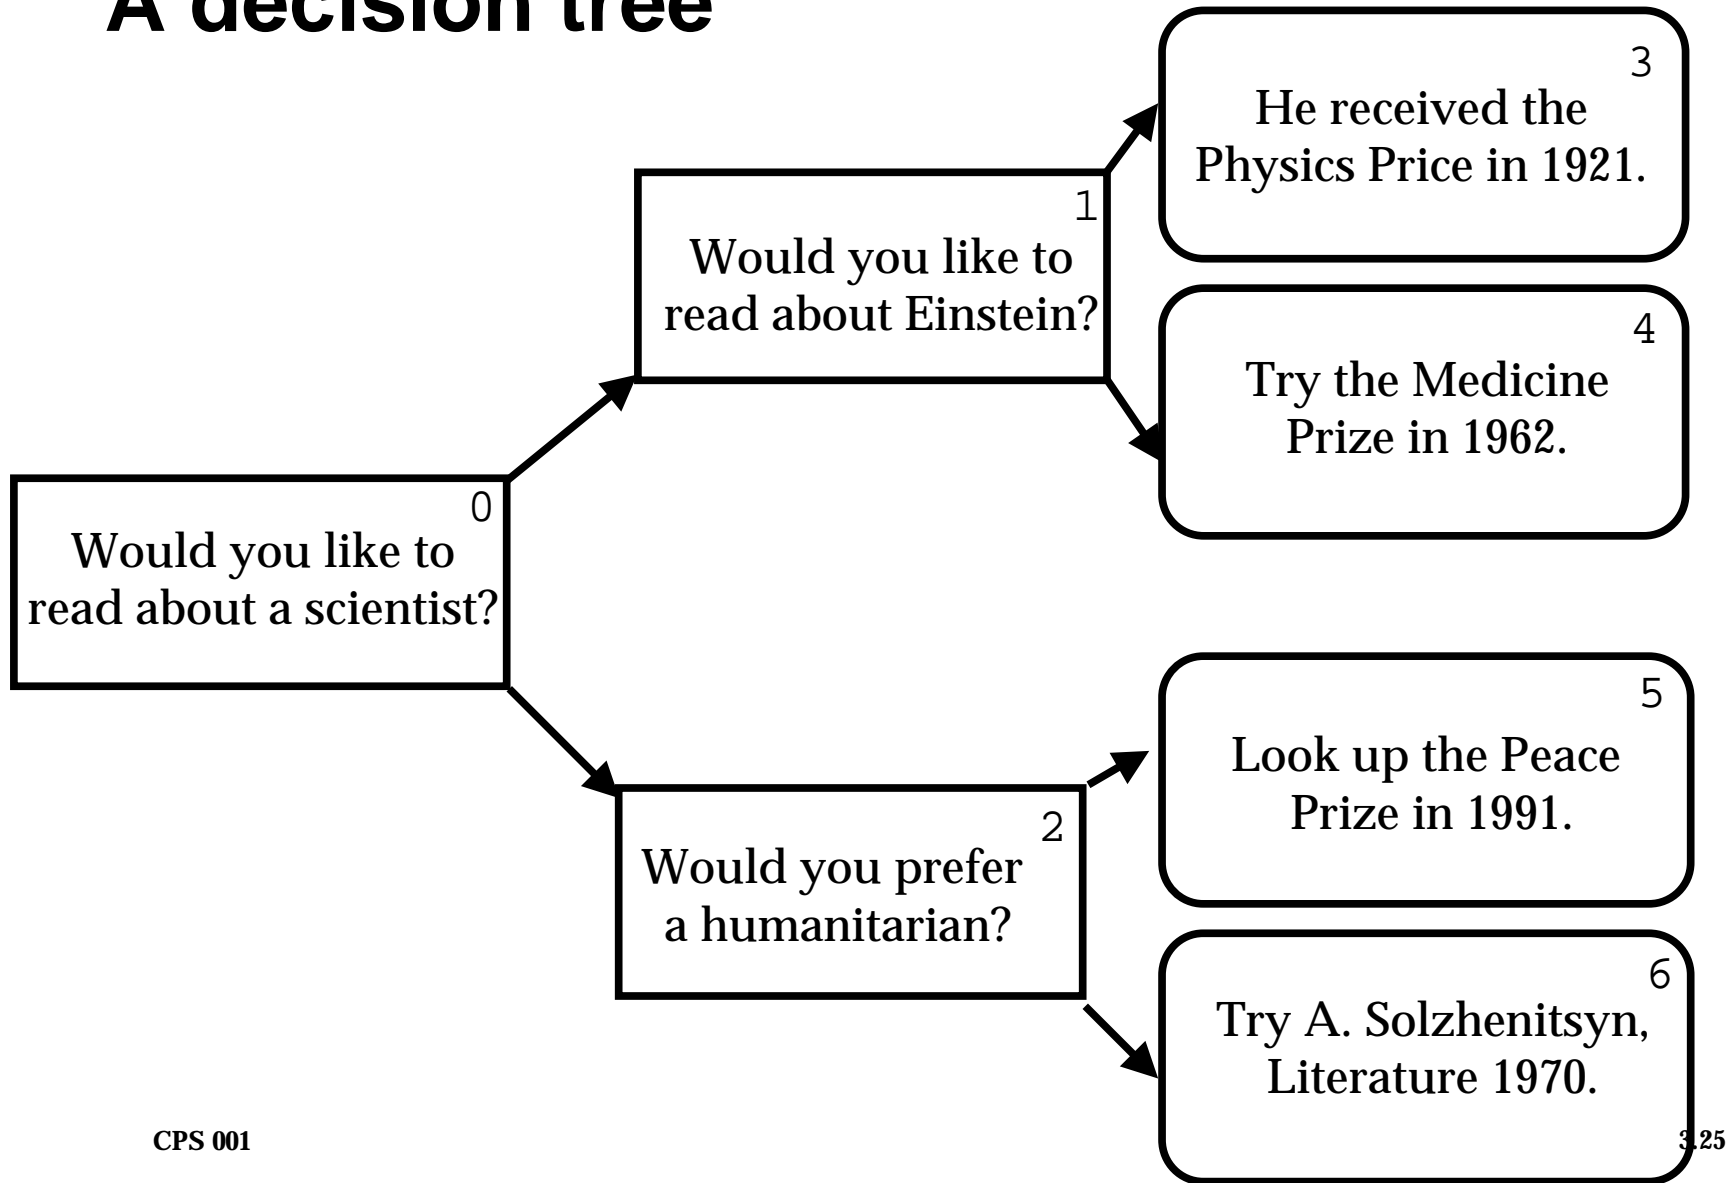 A decision tree
0
Would you like to
read about a scientist?
1
Would you like to
read about Einstein?
2
Would you prefer
a humanitarian?
3
He received the
Physics Price in 1921.
4
Try the Medicine
Prize in 1962.
5
Look up the Peace
Prize in 1991.
6
Try A. Solzhenitsyn,
Literature 1970.
CPS 001
3.25